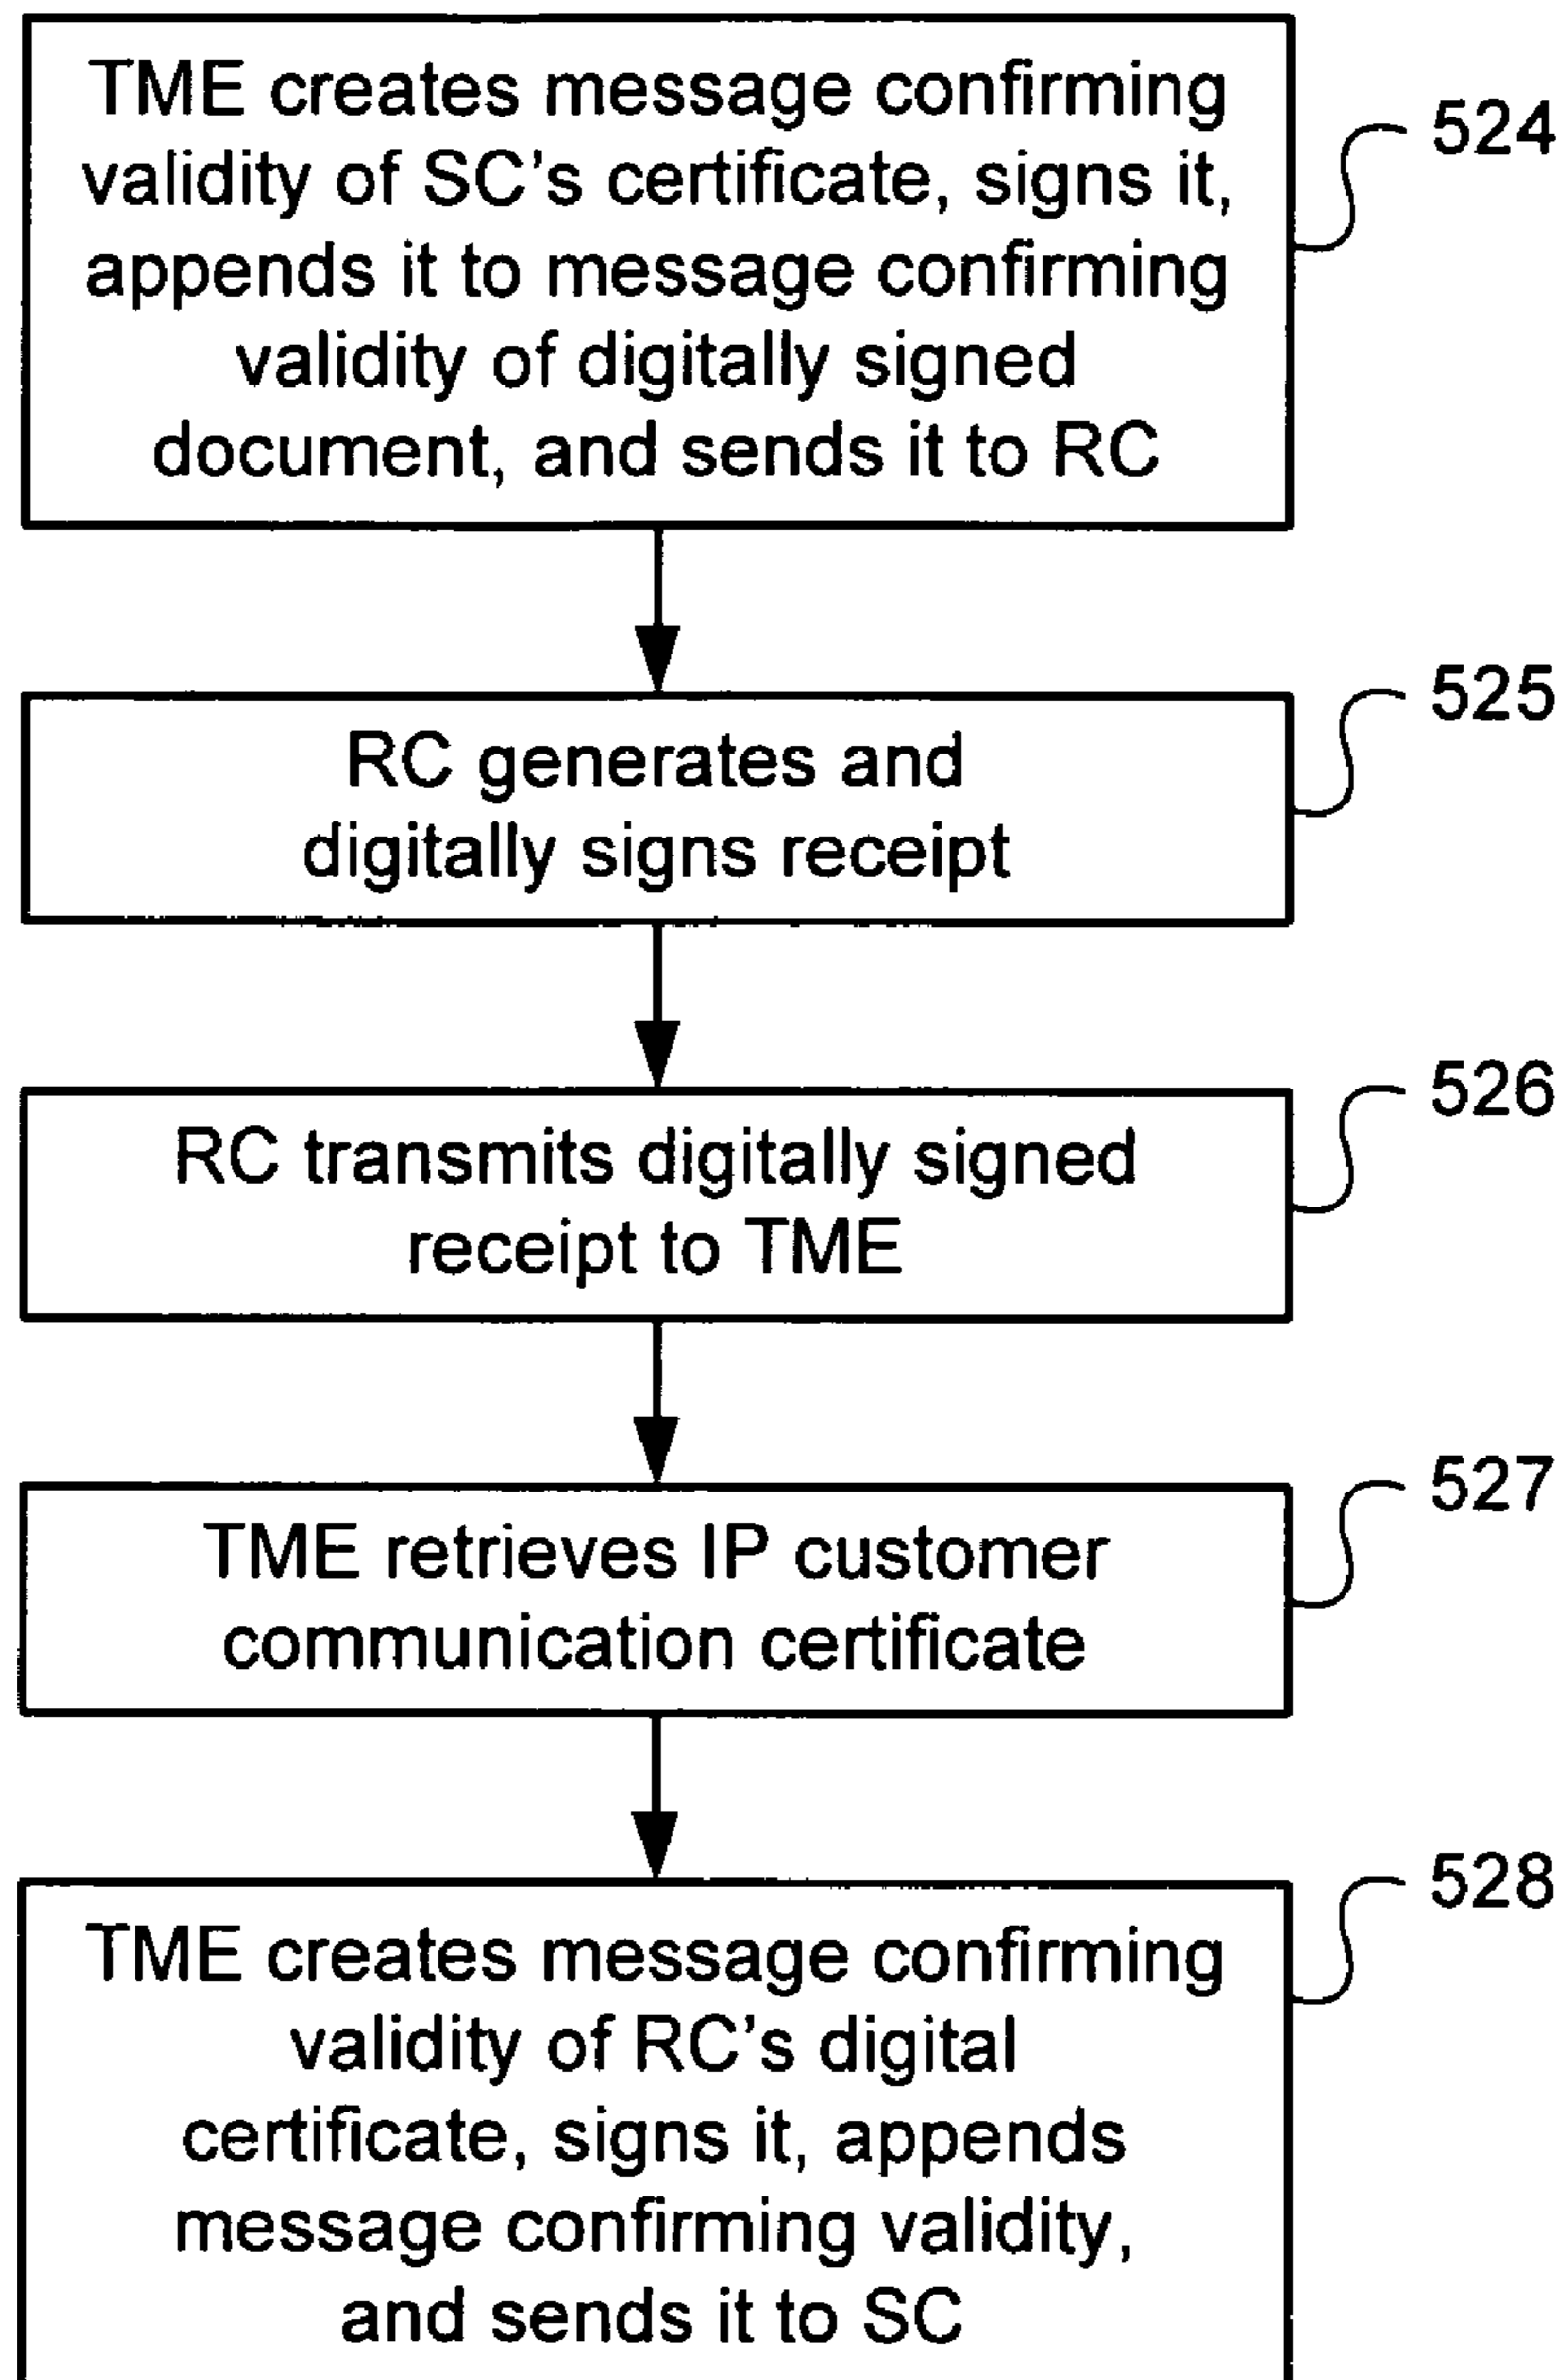 TME creates message confirming
validity of SC's certificate, signs it,
appends it to message confirming
validity of digitally signed
document, and sends it to RC
524
RC generates and
digitally signs receipt
525
RC transmits digitally signed
receipt to TME
526
TME retrieves IP customer
communication certificate
527
TME creates message confirming
validity of RC's digital
certificate, signs it, appends
message confirming validity,
and sends it to SC
528